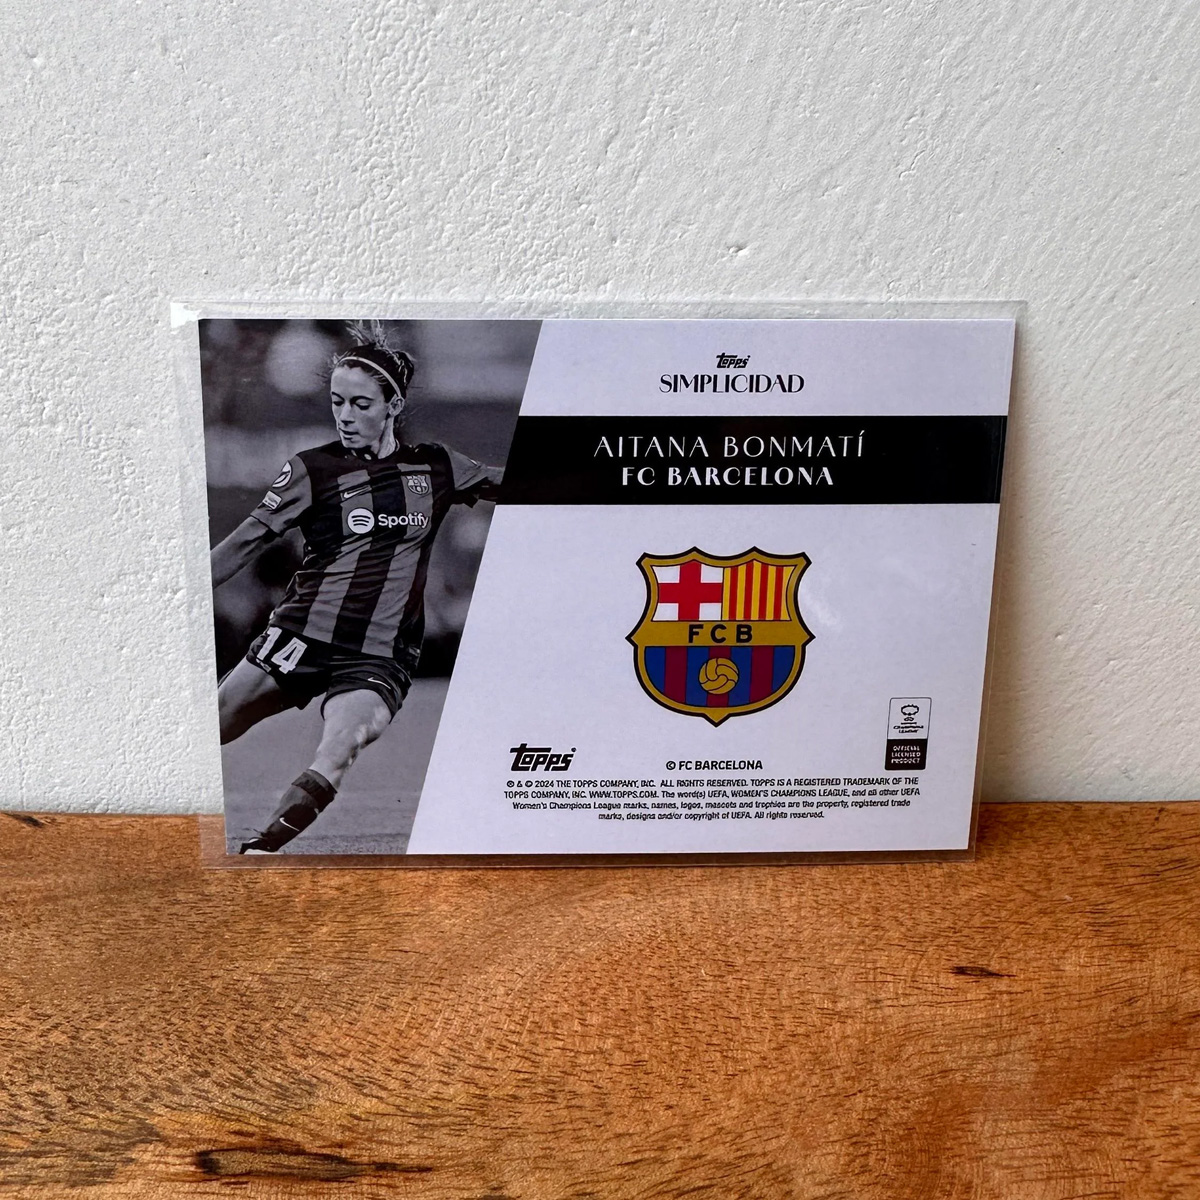 Topps
SIMPLICIDAD
AITANA BONMATÍ
FC BARCELONA
Spotify
14
FCB
CHAMPIONS
LEAGUE
OFFICIAL
LICENSED
PRODUCT
Topps
© FC BARCELONA
® & © 2024 THE TOPPS COMPANY, INC. ALL RIGHTS RESERVED. TOPPS IS A REGISTERED TRADEMARK OF THE
TOPPS COMPANY, INC. WWW.TOPPS.COM. The word(s) UEFA, WOMEN'S CHAMPIONS LEAGUE, and all other UEFA
Women's Champions League marks, names, logos, mascots and trophies are the property, registered trade
marks, designs and/or copyright of UEFA. All rights reserved.